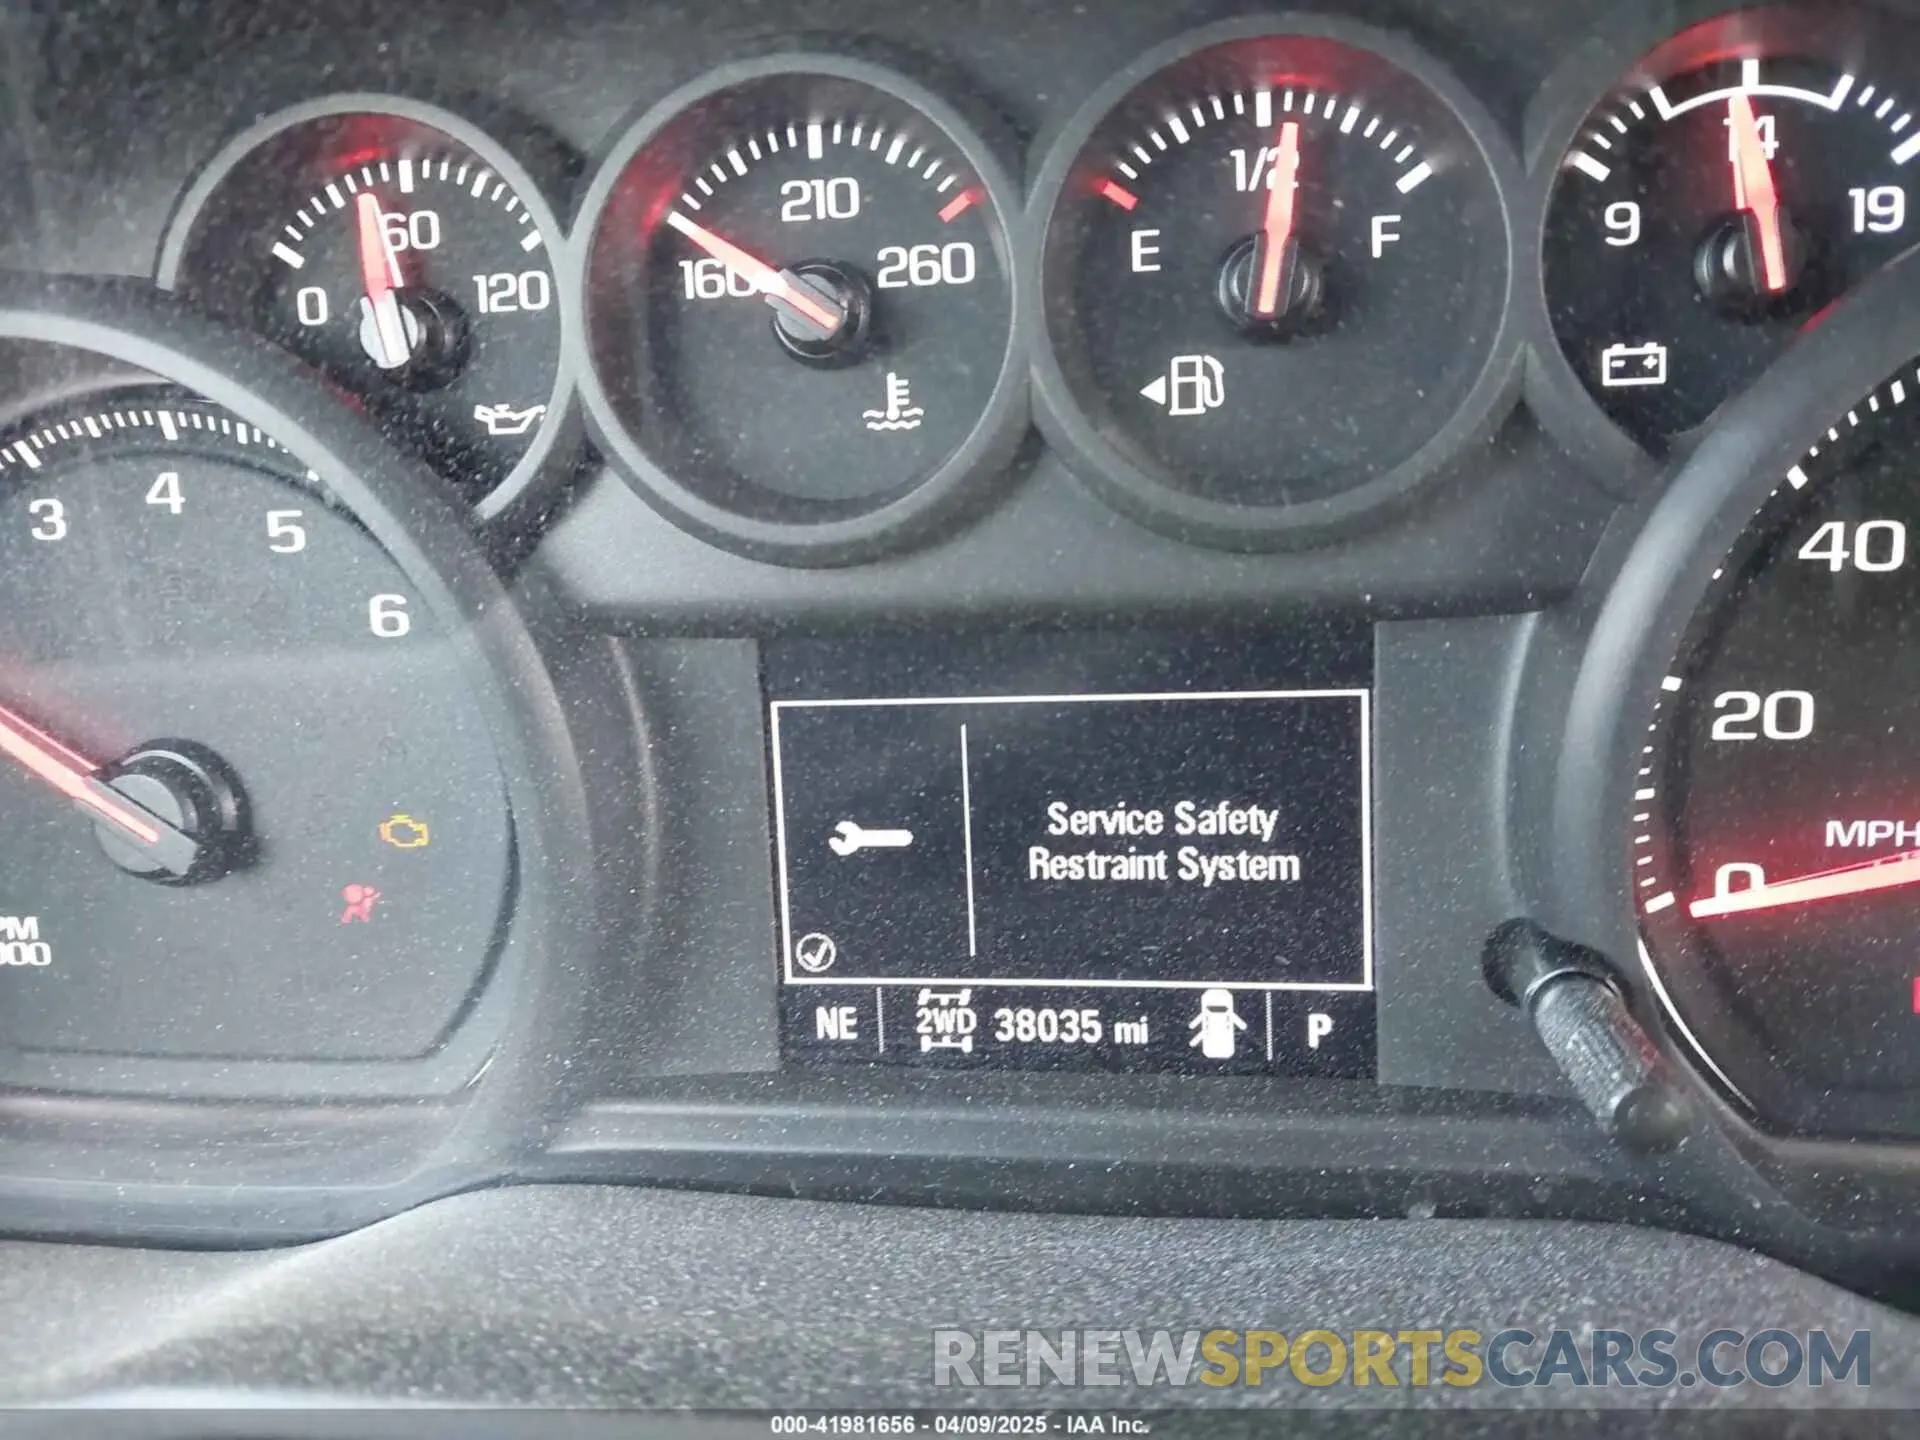 0 60 120
160 210 260
E 1/2 F
9 14 19
3 4 5 6
40
20
MPH
0
Service Safety
Restraint System
NE 2WD 38035 mi P
RENEWSPORTSCARS.COM
000-41981656 - 04/09/2025 - IAA Inc.